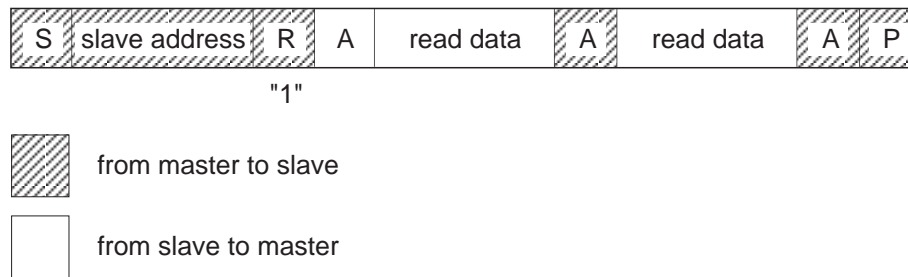 S slave address R A read data A read data A P
"1"
from master to slave
from slave to master